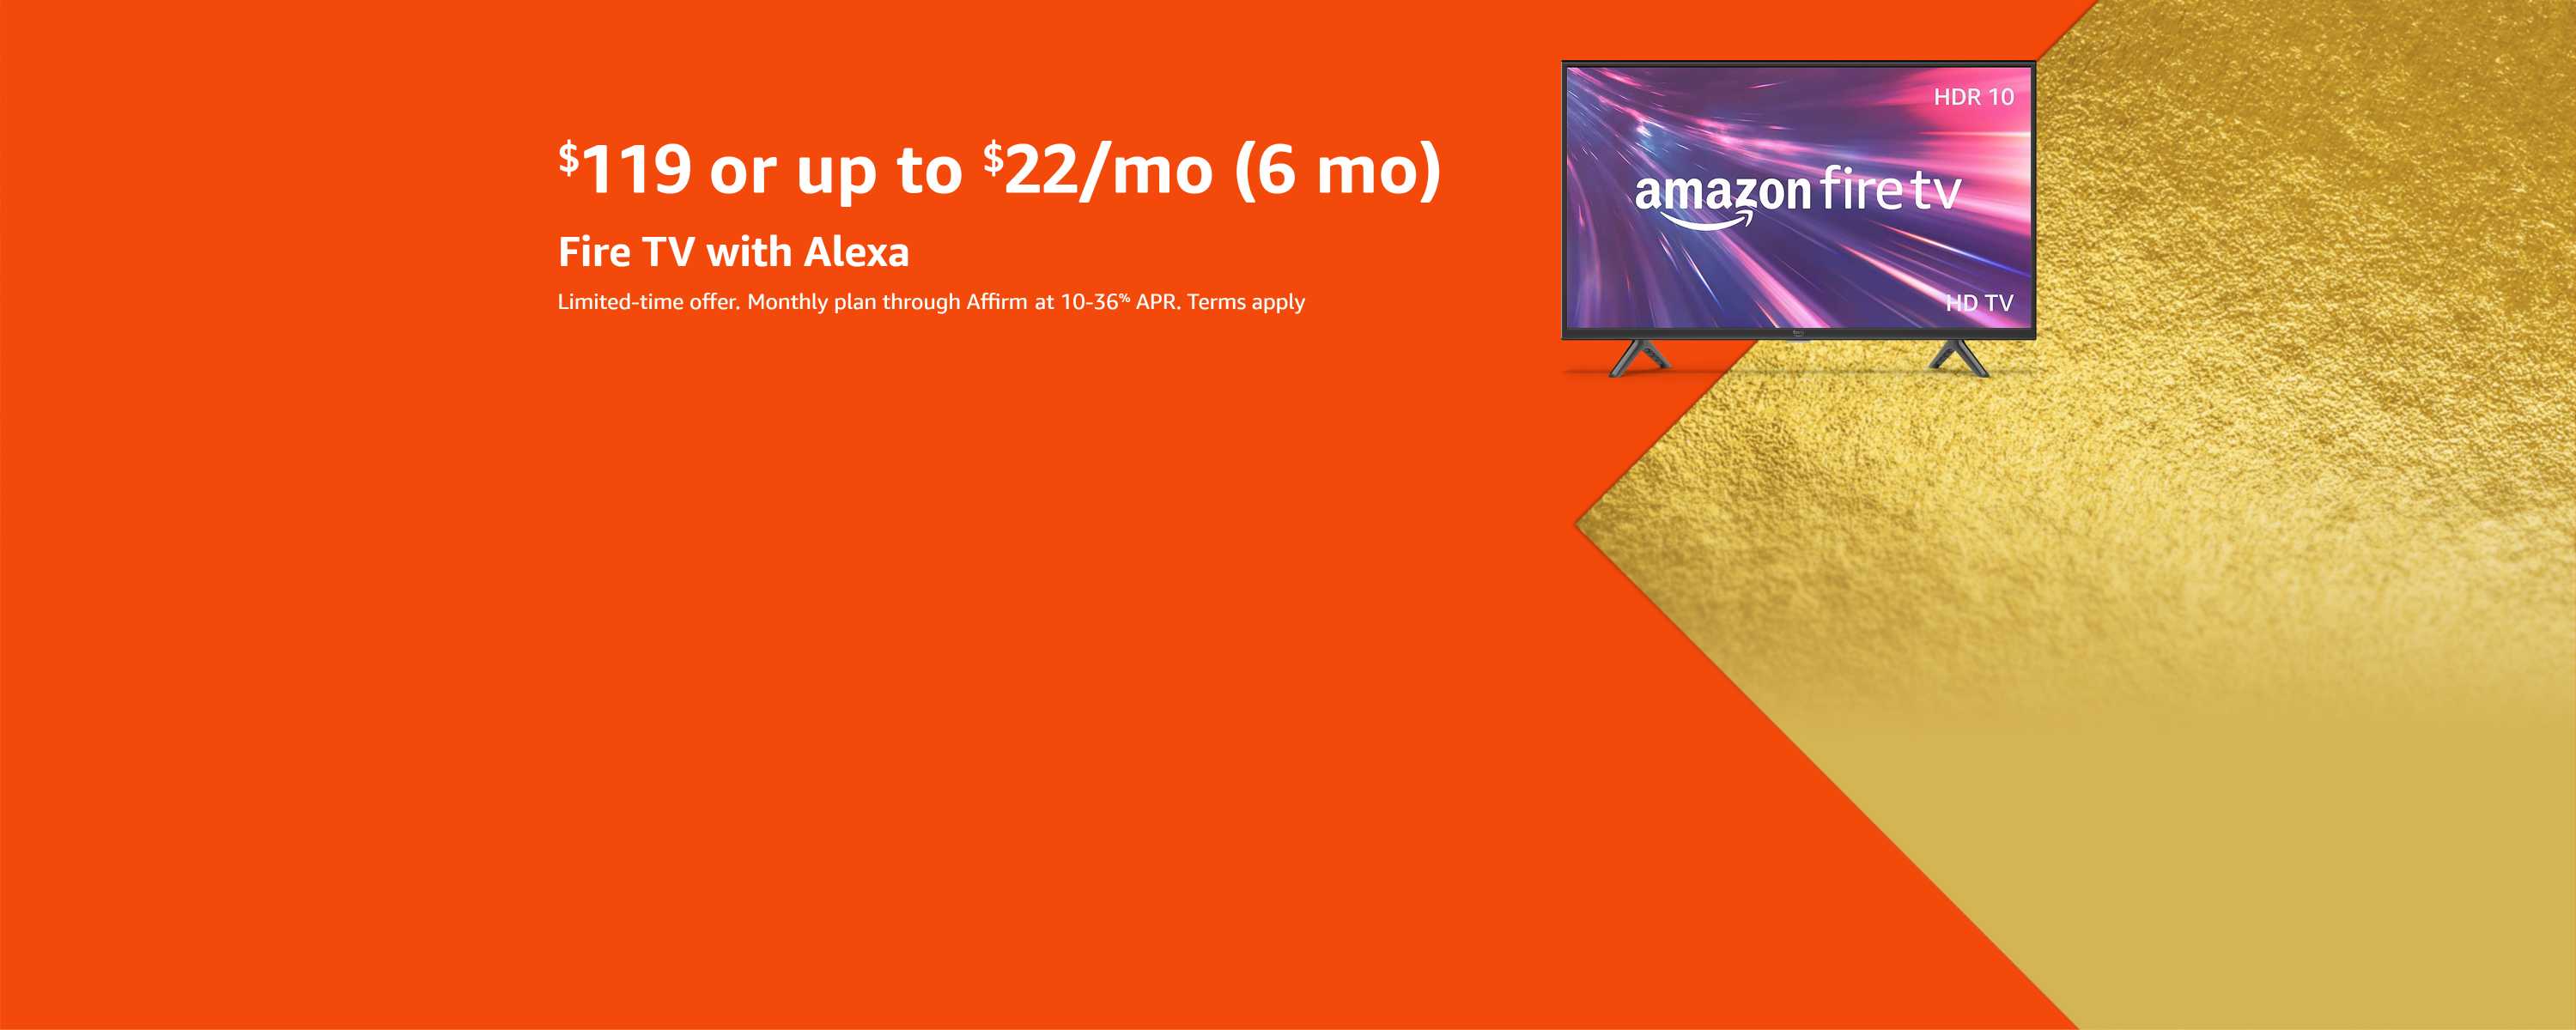 $119 or up to $22/mo (6 mo)
Fire TV with Alexa
Limited-time offer. Monthly plan through Affirm at 10-36% APR. Terms apply
HDR 10
amazon fire tv
HD TV